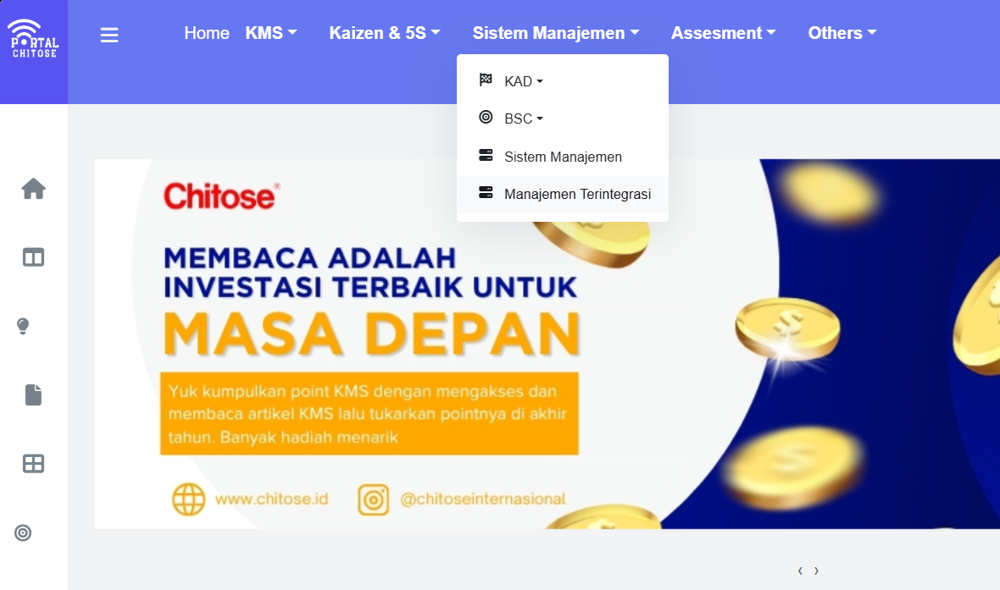 PORTAL
CHITOSE
Home KMS Kaizen & 5S Sistem Manajemen Assesment Others
KAD
BSC
Sistem Manajemen
Manajemen Terintegrasi
Chitose®
MEMBACA ADALAH
INVESTASI TERBAIK UNTUK
MASA DEPAN
Yuk kumpulkan point KMS dengan mengakses dan
membaca artikel KMS lalu tukarkan pointnya di akhir
tahun. Banyak hadiah menarik
www.chitose.id @chitoseinternasional
‹ ›